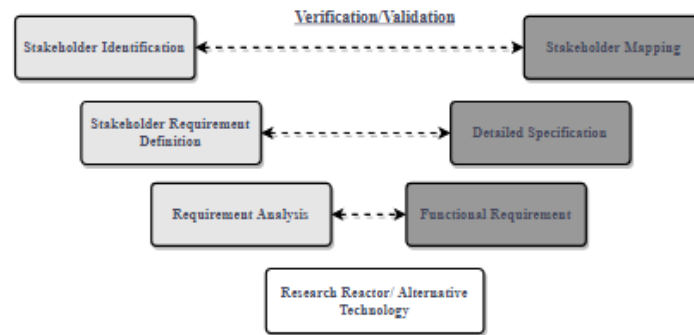 Verification/Validation
Stakeholder Identification
Stakeholder Mapping
Stakeholder Requirement
Definition
Detailed Specification
Requirement Analysis
Functional Requirement
Research Reactor/ Alternative
Technology